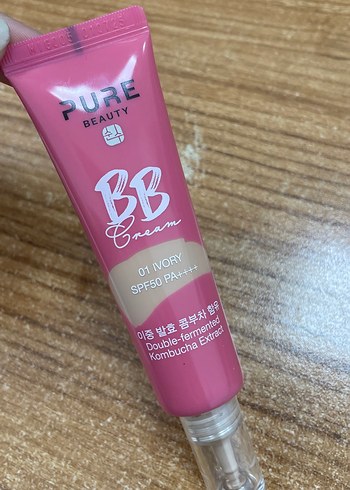 PURE
BEAUTY
BB
Cream
01 IVORY
SPF50 PA++++
이중 발효 콤부차 함유
Double-fermented
Kombucha Extract